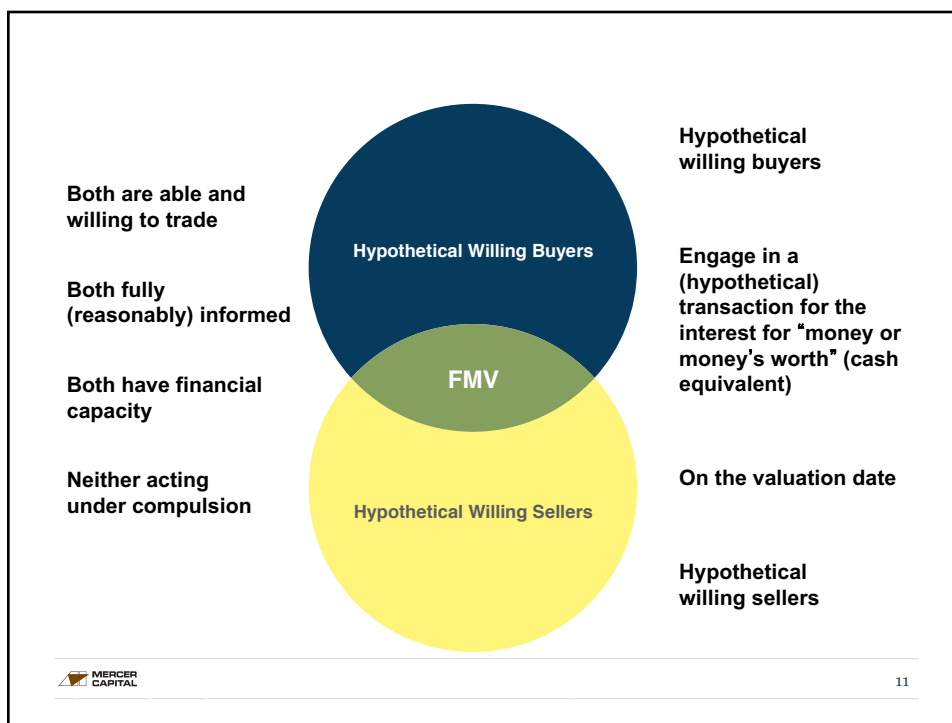 Both are able and
willing to trade
Both fully
(reasonably) informed
Both have financial
capacity
Neither acting
under compulsion
Hypothetical Willing Buyers
FMV
Hypothetical Willing Sellers
Hypothetical
willing buyers
Engage in a
(hypothetical)
transaction for the
interest for “money or
money’s worth” (cash
equivalent)
On the valuation date
Hypothetical
willing sellers
MERCER
CAPITAL
11